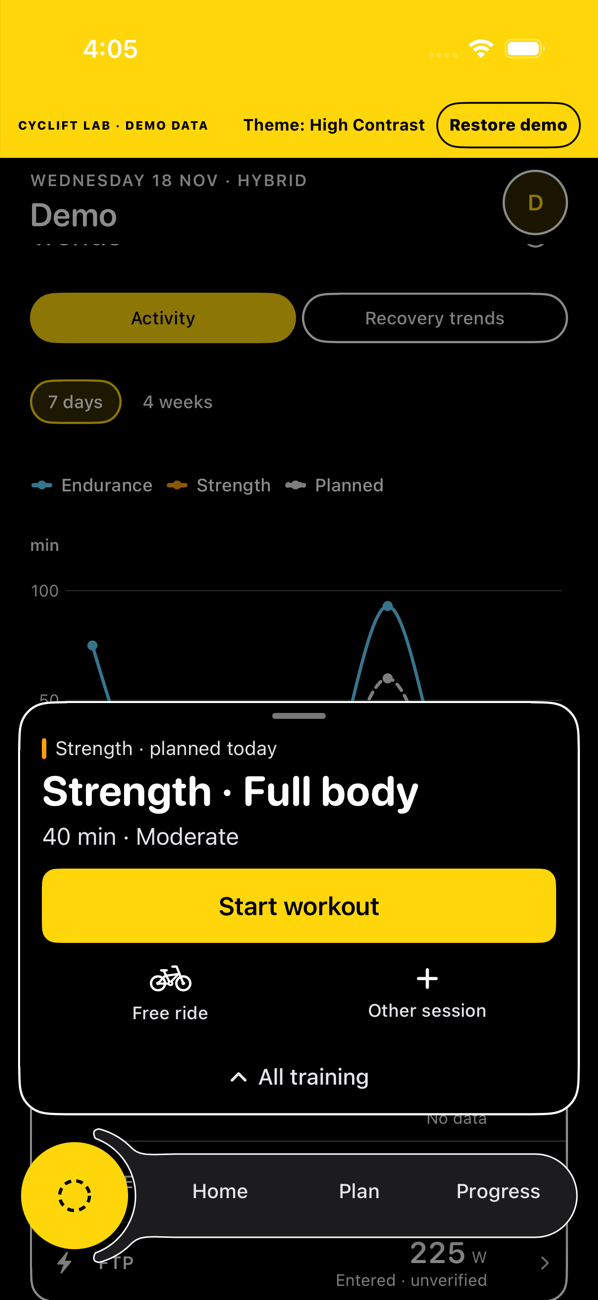 4:05
CYCLIFT LAB · DEMO DATA
Theme: High Contrast
Restore demo
WEDNESDAY 18 NOV · HYBRID
Demo
D
Trends
Activity
Recovery trends
7 days
4 weeks
Endurance
Strength
Planned
min
100
50
Strength · planned today
Strength · Full body
40 min · Moderate
Start workout
Free ride
Other session
All training
No data
Home
Plan
Progress
FTP
225 W
Entered · unverified